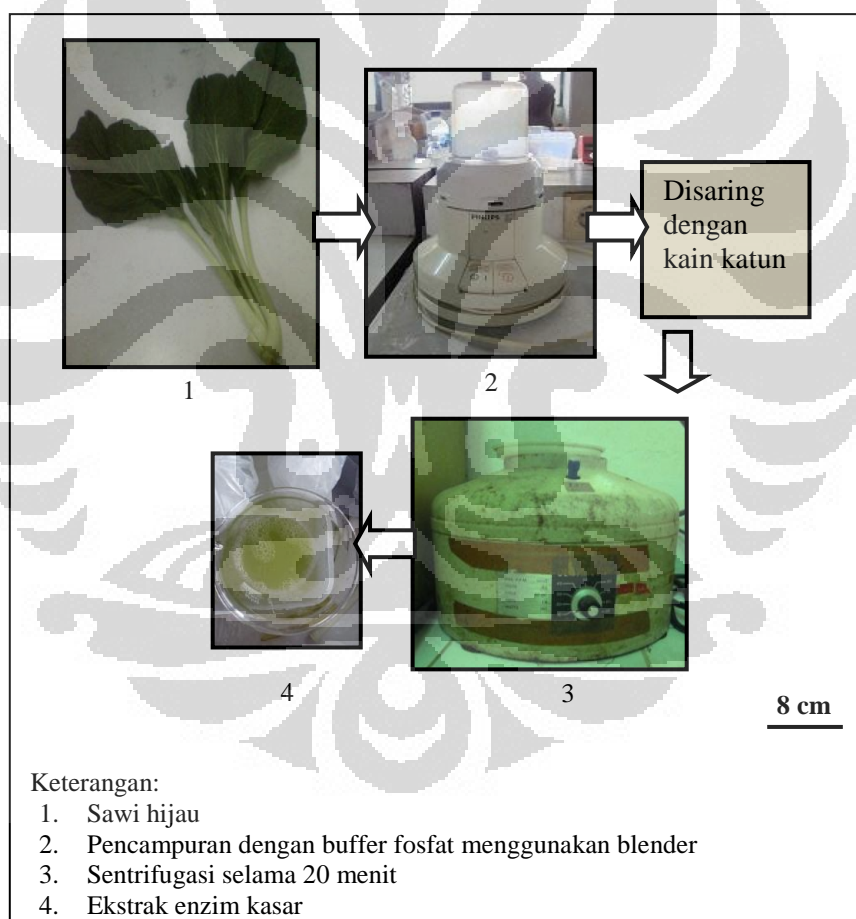 PHILIPS
Disaring
dengan
kain katun
1
2
4
3
8 cm
Keterangan:
1. Sawi hijau
2. Pencampuran dengan buffer fosfat menggunakan blender
3. Sentrifugasi selama 20 menit
4. Ekstrak enzim kasar